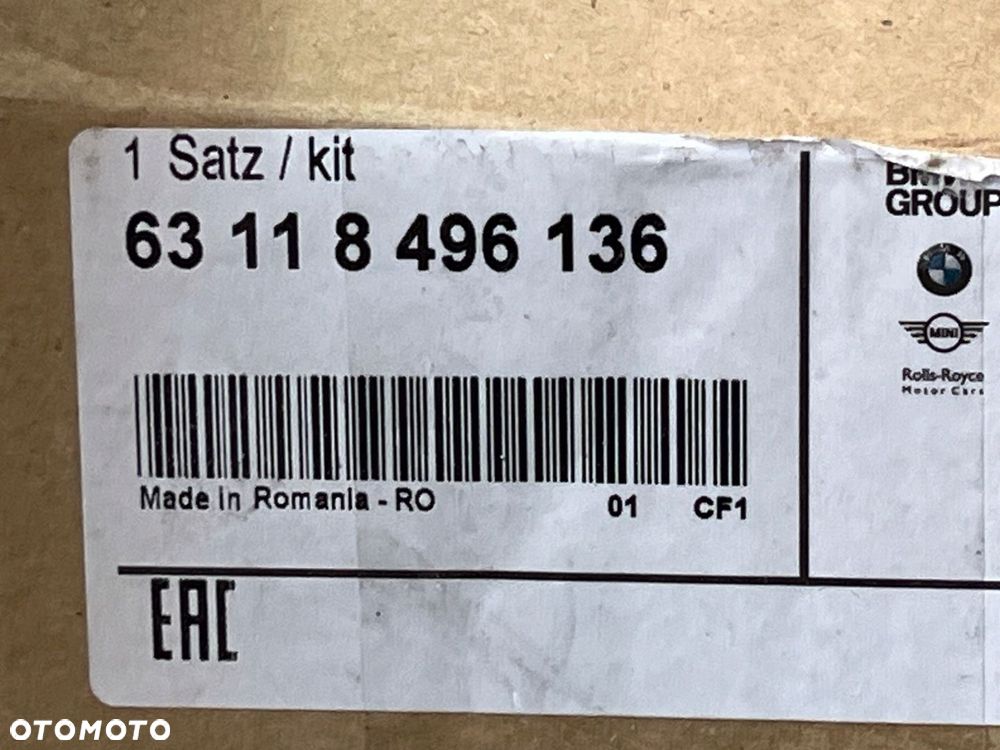 1 Satz / kit
63 11 8 496 136
Made in Romania - RO 01 CF1
EAC
BMW
GROUP
MINI
Rolls-Royce
Motor Cars
OTOMOTO